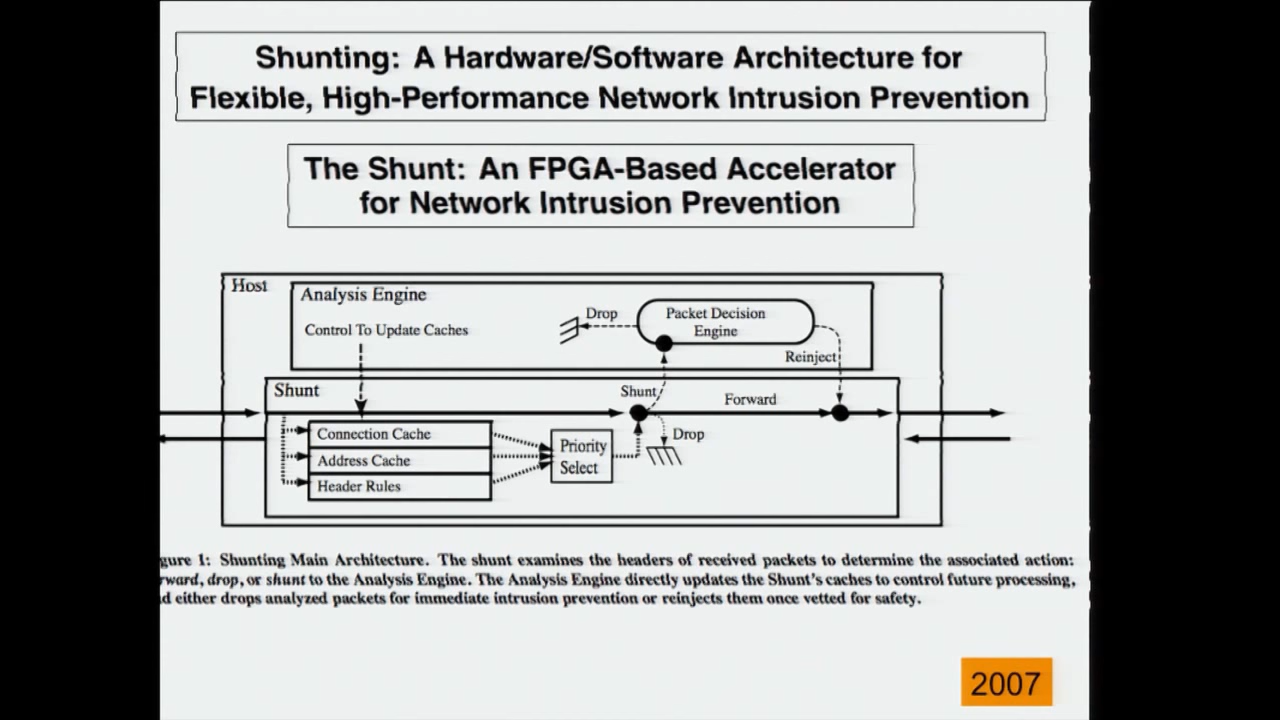 Shunting: A Hardware/Software Architecture for
Flexible, High-Performance Network Intrusion Prevention
The Shunt: An FPGA-Based Accelerator
for Network Intrusion Prevention
Host
Analysis Engine
Control To Update Caches
Drop
Packet Decision
Engine
Reinject
Shunt
Shunt
Forward
Drop
Connection Cache
Address Cache
Header Rules
Priority
Select
gure 1: Shunting Main Architecture. The shunt examines the headers of received packets to determine the associated action:
rward, drop, or shunt to the Analysis Engine. The Analysis Engine directly updates the Shunt's caches to control future processing,
d either drops analyzed packets for immediate intrusion prevention or reinjects them once vetted for safety.
2007